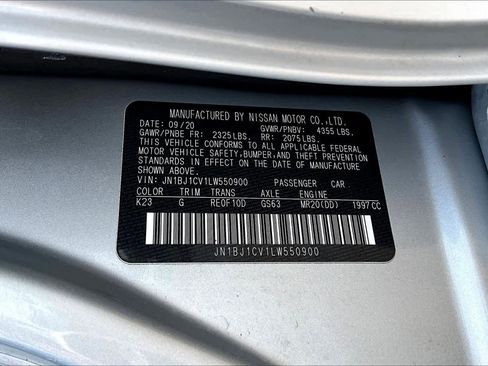 MANUFACTURED BY NISSAN MOTOR CO., LTD.
DATE: 09/20 GVWR/PNBV: 4355 LBS.
GAWR/PNBE FR: 2325 LBS. RR: 2075 LBS.
THIS VEHICLE CONFORMS TO ALL APPLICABLE FEDERAL
MOTOR VEHICLE SAFETY, BUMPER, AND THEFT PREVENTION
STANDARDS IN EFFECT ON THE DATE OF MANUFACTURE
SHOWN ABOVE.
VIN: JN1BJ1CV1LW550900 PASSENGER CAR
COLOR TRIM TRANS AXLE ENGINE
K23 G RE0F10D GS63 MR20(DD) 1997 CC
JN1BJ1CV1LW550900